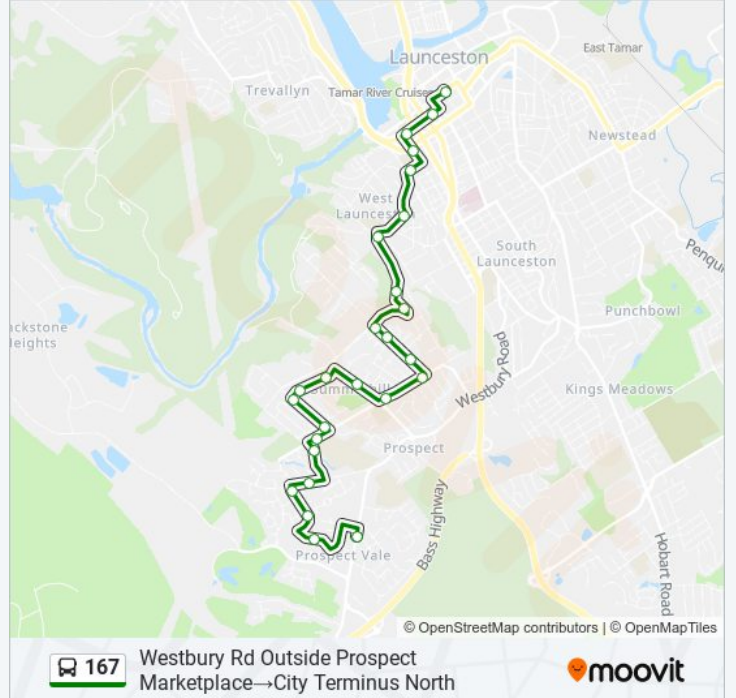 Launceston
East Tamar
Trevallyn
Tamar River Cruises
Newstead
West
Launceston
South
Launceston
Penqu
Punchbowl
ackstone
Heights
Westbury Road
Summerhill
Kings Meadows
Prospect
Bass Highway
Prospect Vale
Hobart Road
© OpenStreetMap contributors | © OpenMapTiles
167
Westbury Rd Outside Prospect
Marketplace→City Terminus North
moovit